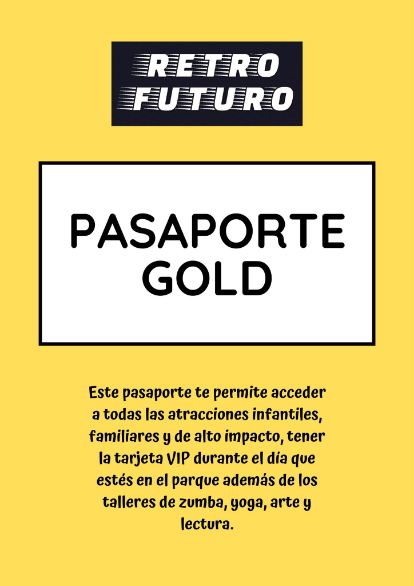 RETRO
FUTURO
PASAPORTE
GOLD
Este pasaporte te permite acceder
a todas las atracciones infantiles,
familiares y de alto impacto, tener
la tarjeta VIP durante el día que
estés en el parque además de los
talleres de zumba, yoga, arte y
lectura.